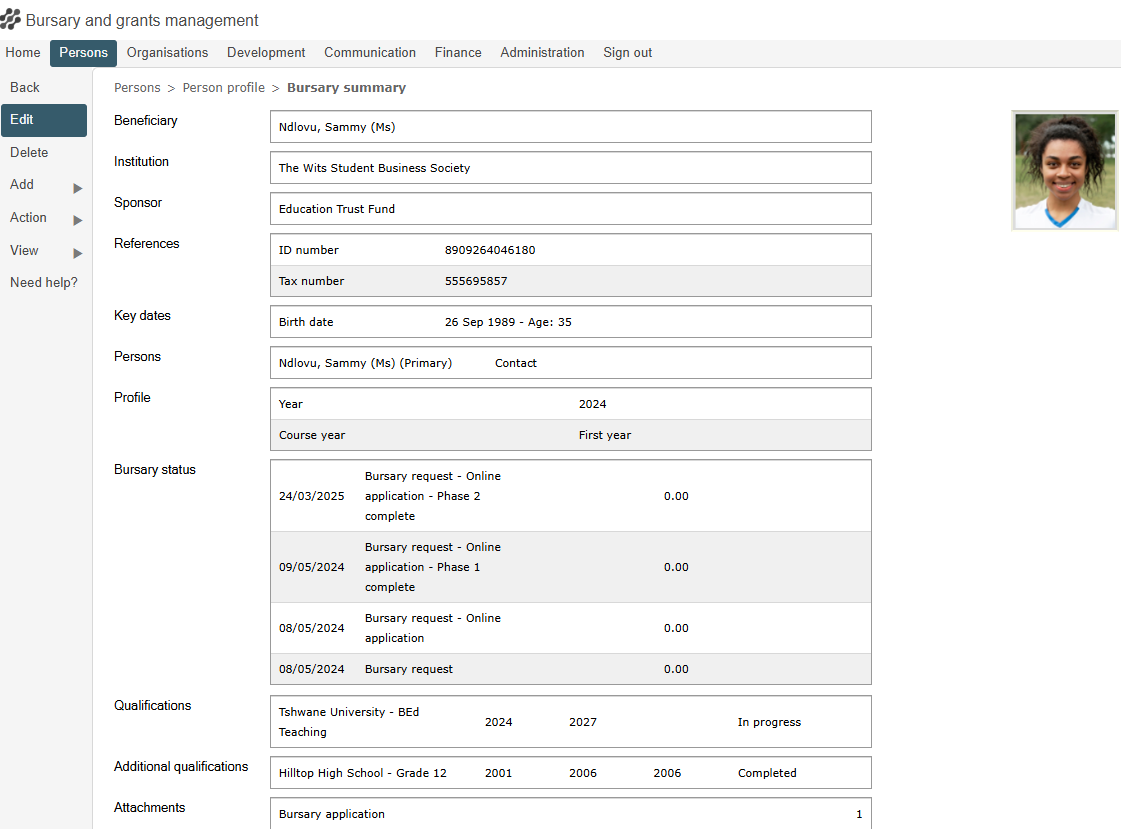 Bursary and grants management
Home Persons Organisations Development Communication Finance Administration Sign out
Back
Edit
Delete
Add
Action
View
Need help?
Persons > Person profile > Bursary summary
Beneficiary
Ndlovu, Sammy (Ms)
Institution
The Wits Student Business Society
Sponsor
Education Trust Fund
References
ID number 8909264046180
Tax number 555695857
Key dates
Birth date 26 Sep 1989 - Age: 35
Persons
Ndlovu, Sammy (Ms) (Primary) Contact
Profile
Year 2024
Course year First year
Bursary status
24/03/2025 Bursary request - Online
application - Phase 2
complete
0.00
09/05/2024 Bursary request - Online
application - Phase 1
complete
0.00
08/05/2024 Bursary request - Online
application
0.00
08/05/2024 Bursary request 0.00
Qualifications
Tshwane University - BEd
Teaching
2024 2027 In progress
Additional qualifications
Hilltop High School - Grade 12 2001 2006 2006 Completed
Attachments
Bursary application 1